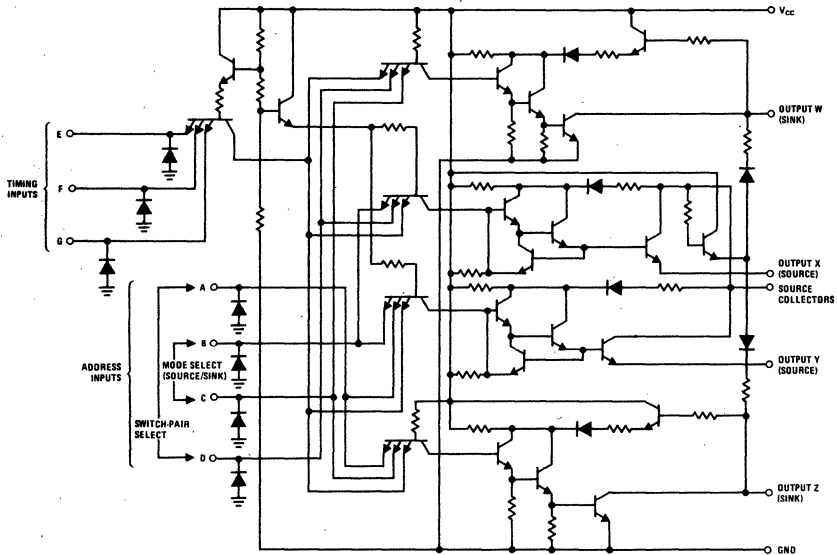 VCC
OUTPUT W
(SINK)
E
TIMING
INPUTS
F
G
OUTPUT X
(SOURCE)
SOURCE
COLLECTORS
A
B
MODE SELECT
(SOURCE/SINK)
ADDRESS
INPUTS
C
SWITCH-PAIR
SELECT
D
OUTPUT Y
(SOURCE)
OUTPUT Z
(SINK)
GND